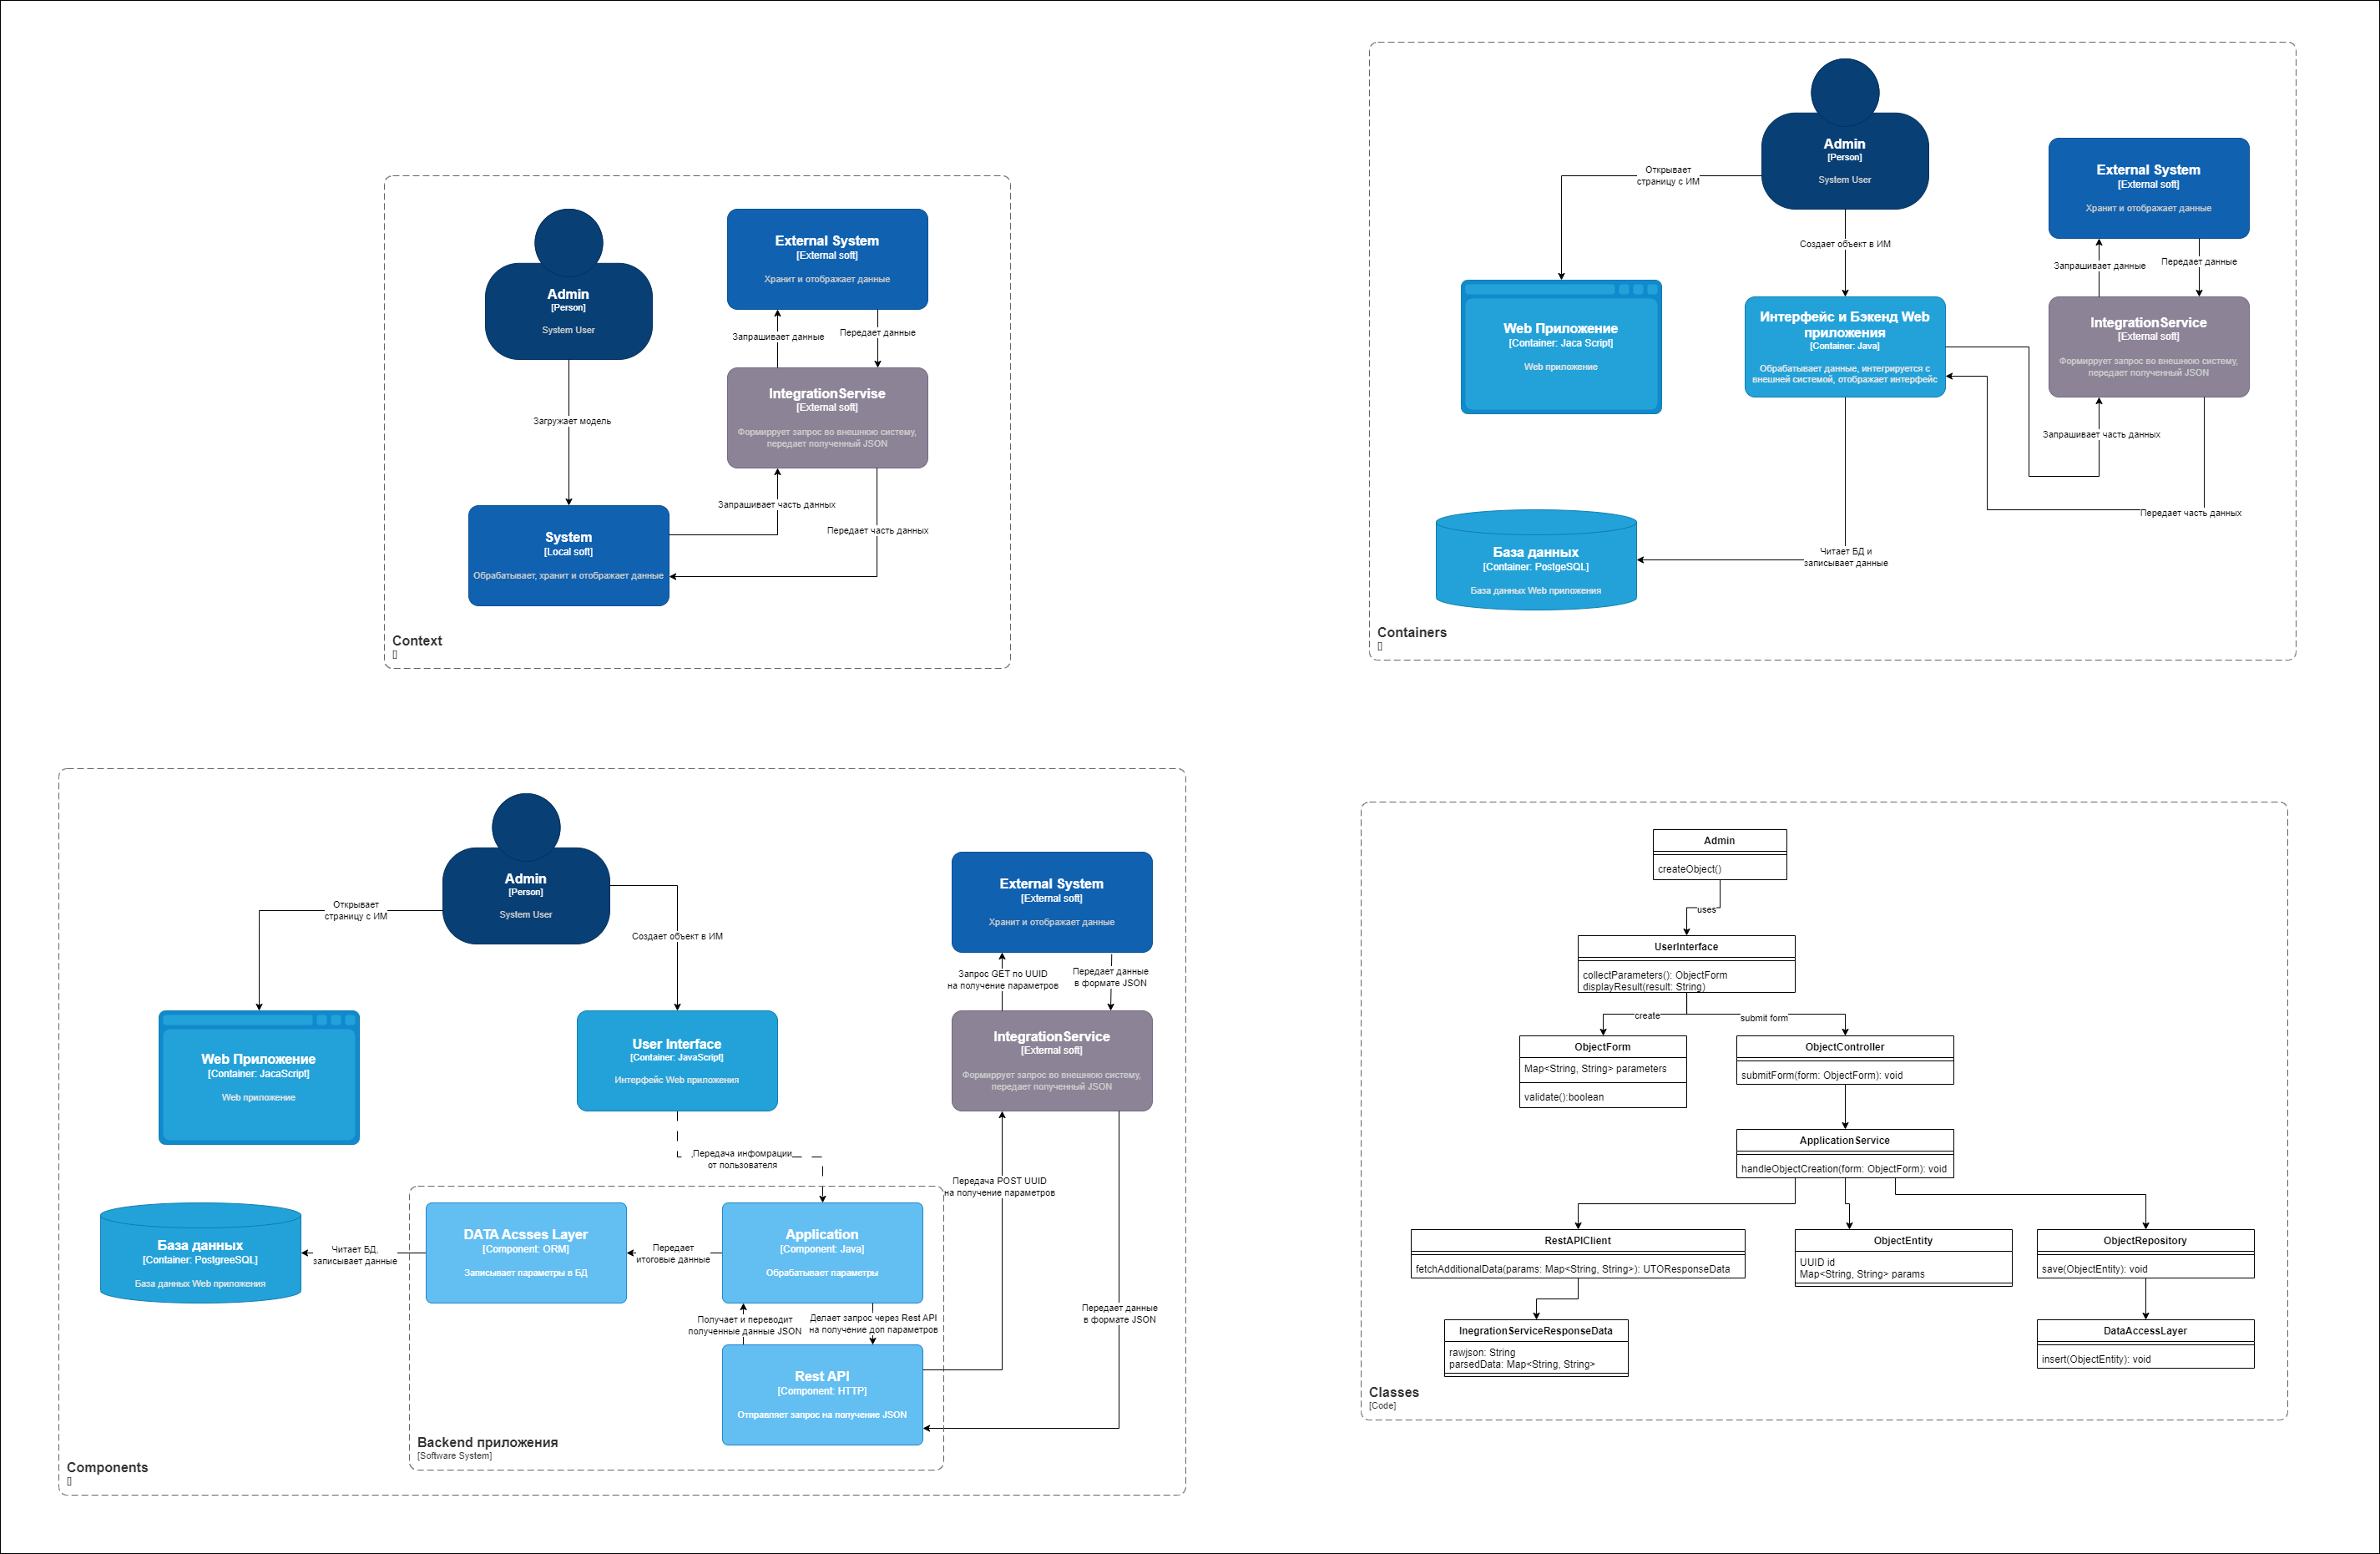 Admin
[Person]
System User
External System
[External soft]
Хранит и отображает данные
Запрашивает данные
Передает данные
IntegrationServise
[External soft]
Формиррует запрос во внешнюю систему,
передает полученный JSON
Загружает модель
Запрашивает часть данных
Передает часть данных
System
[Local soft]
Обрабатывает, хранит и отображает данные
Context
[]
Admin
[Person]
System User
Открывает
страницу с ИМ
Создает объект в ИМ
External System
[External soft]
Хранит и отображает данные
Запрашивает данные
Передает данные
Web Приложение
[Container: Jaca Script]
Web приложение
Интерфейс и Бэкенд Web
приложения
[Container: Java]
Обрабатывает данные, интегрируется с
внешней системой, отображает интерфейс
IntegrationService
[External soft]
Формиррует запрос во внешнюю систему,
передает полученный JSON
Запрашивает часть данных
Передает часть данных
Читает БД и
записывает данные
База данных
[Container: PostgeSQL]
База данных Web приложения
Containers
[]
Admin
[Person]
System User
Открывает
страницу с ИМ
Создает объект в ИМ
External System
[External soft]
Хранит и отображает данные
Запрос GET по UUID
на получение параметров
Передает данные
в формате JSON
Web Приложение
[Container: JacaScript]
Web приложение
User Interface
[Container: JavaScript]
Интерфейс Web приложения
IntegrationService
[External soft]
Формиррует запрос во внешнюю систему,
передает полученный JSON
Передача инфомрации
от пользователя
Передача POST UUID
на получение параметров
Передает данные
в формате JSON
База данных
[Container: PostgreeSQL]
База данных Web приложения
Читает БД,
записывает данные
DATA Acsses Layer
[Component: ORM]
Записывает параметры в БД
Передает
итоговые данные
Application
[Component: Java]
Обрабатывает параметры
Получает и переводит
полученные данные JSON
Делает запрос через Rest API
на получение доп параметров
Rest API
[Component: HTTP]
Отправляет запрос на получение JSON
Backend приложения
[Software System]
Components
[]
Admin
createObject()
uses
UserInterface
collectParameters(): ObjectForm
displayResult(result: String)
create
submit form
ObjectForm
Map<String, String> parameters
validate():boolean
ObjectController
submitForm(form: ObjectForm): void
ApplicationService
handleObjectCreation(form: ObjectForm): void
RestAPIClient
fetchAdditionalData(params: Map<String, String>): UTOResponseData
ObjectEntity
UUID id
Map<String, String> params
ObjectRepository
save(ObjectEntity): void
InegrationServiceResponseData
rawjson: String
parsedData: Map<String, String>
DataAccessLayer
insert(ObjectEntity): void
Classes
[Code]